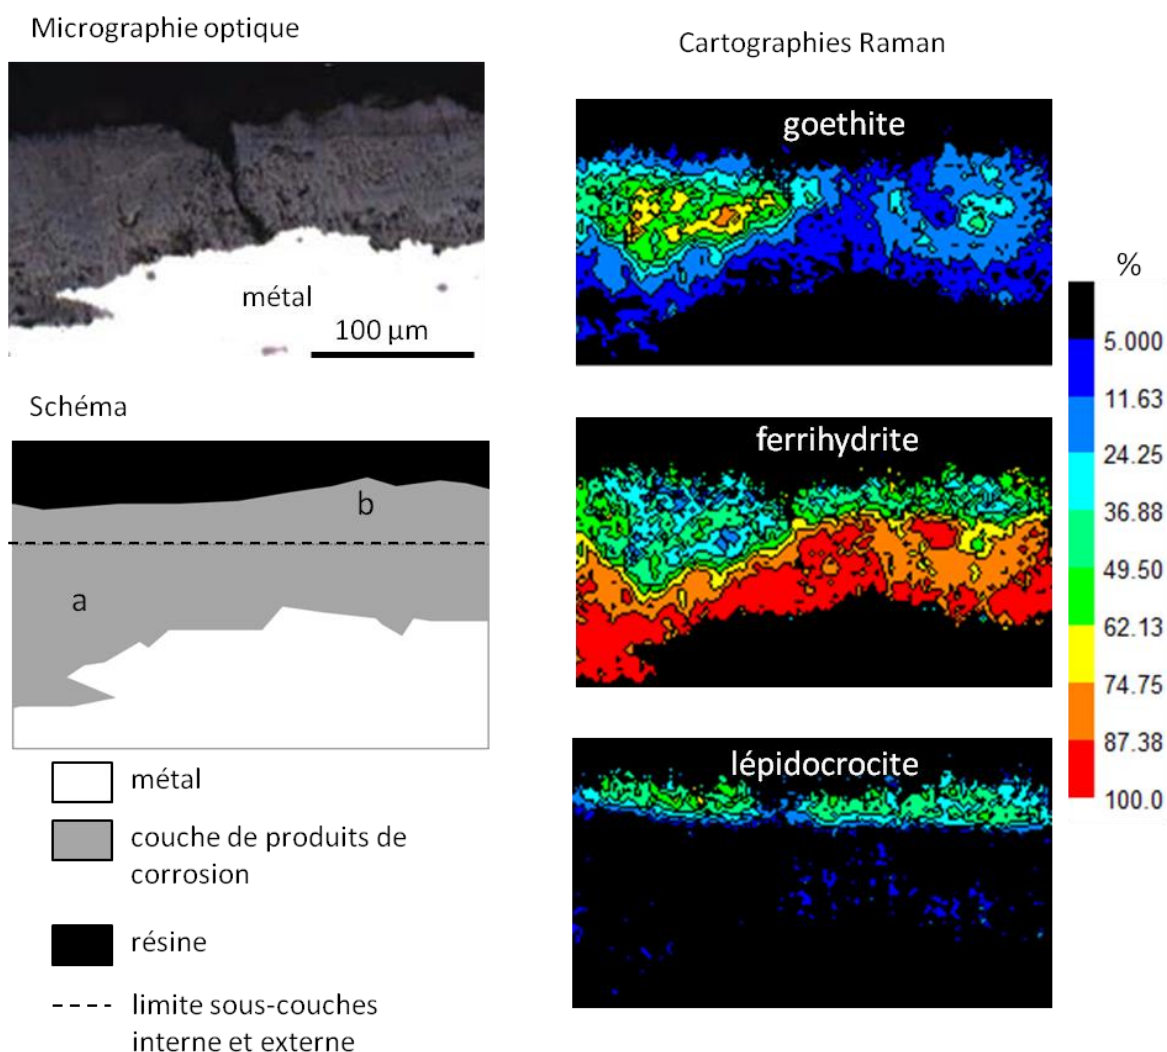 Micrographie optique
Cartographies Raman
métal
100 µm
goethite
Schéma
b
a
ferrihydrite
%
5.000
11.63
24.25
36.88
49.50
62.13
74.75
87.38
100.0
lépidocrocite
métal
couche de produits de
corrosion
résine
limite sous-couches
interne et externe